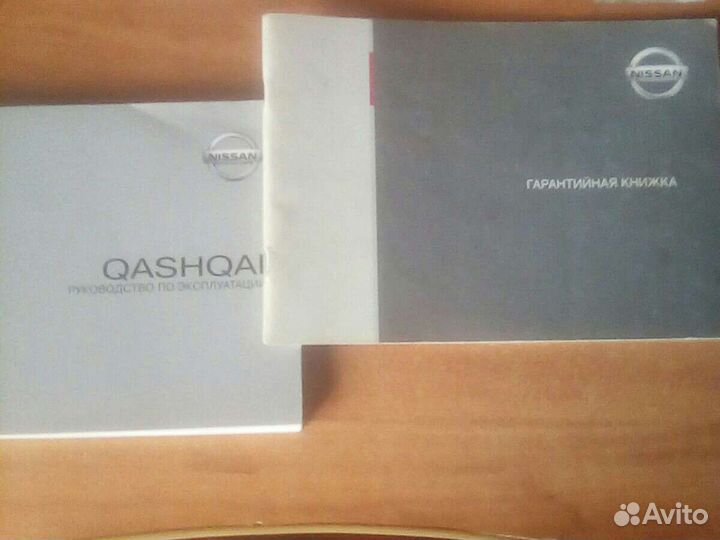 NISSAN
QASHQAI
РУКОВОДСТВО ПО ЭКСПЛУАТАЦИИ
NISSAN
ГАРАНТИЙНАЯ КНИЖКА
Avito